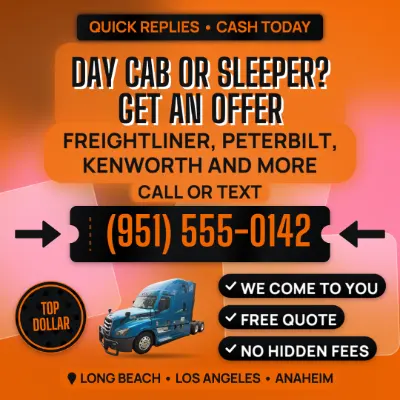 QUICK REPLIES • CASH TODAY
DAY CAB OR SLEEPER?
GET AN OFFER
FREIGHTLINER, PETERBILT,
KENWORTH AND MORE
CALL OR TEXT
(951) 555-0142
TOP
DOLLAR
WE COME TO YOU
FREE QUOTE
NO HIDDEN FEES
LONG BEACH • LOS ANGELES • ANAHEIM